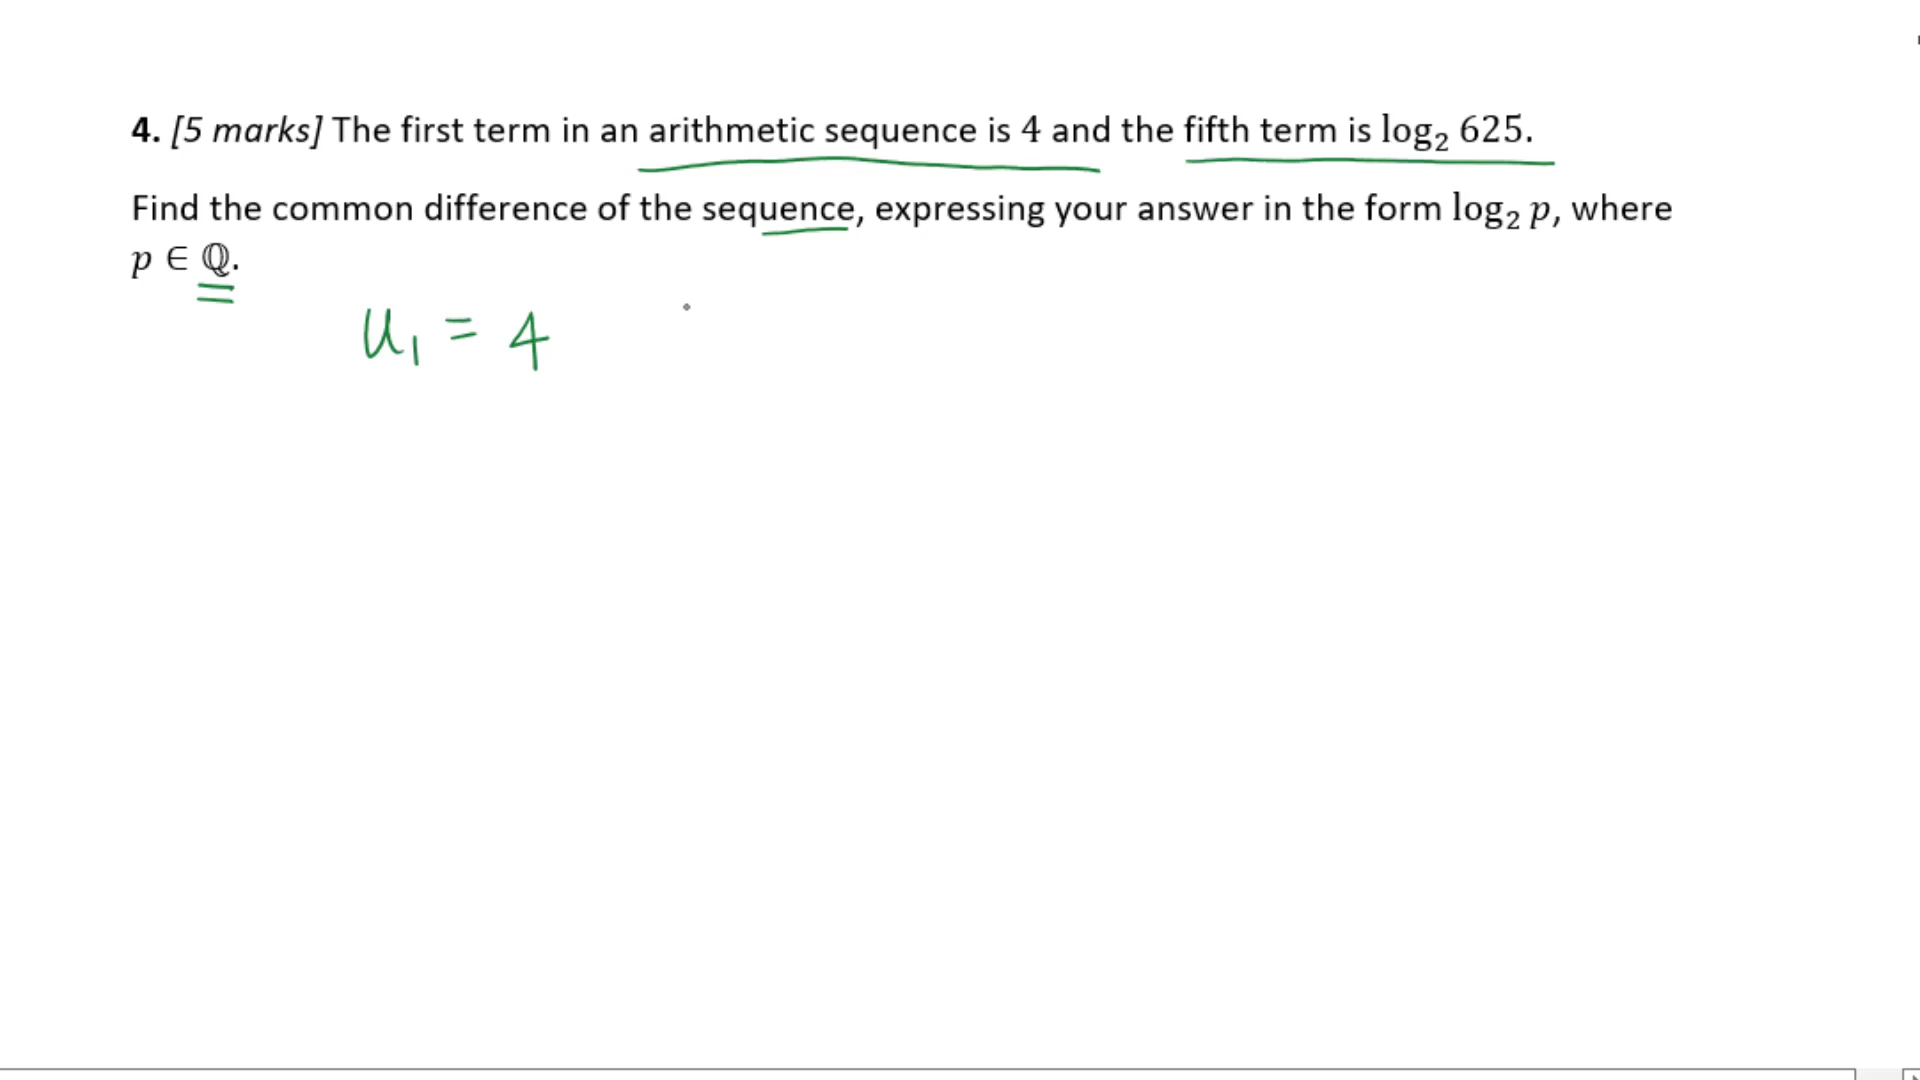 4. [5 marks] The first term in an arithmetic sequence is 4 and the fifth term is log₂ 625.
Find the common difference of the sequence, expressing your answer in the form log₂ p, where
p ∈ ℚ.
u₁ = 4